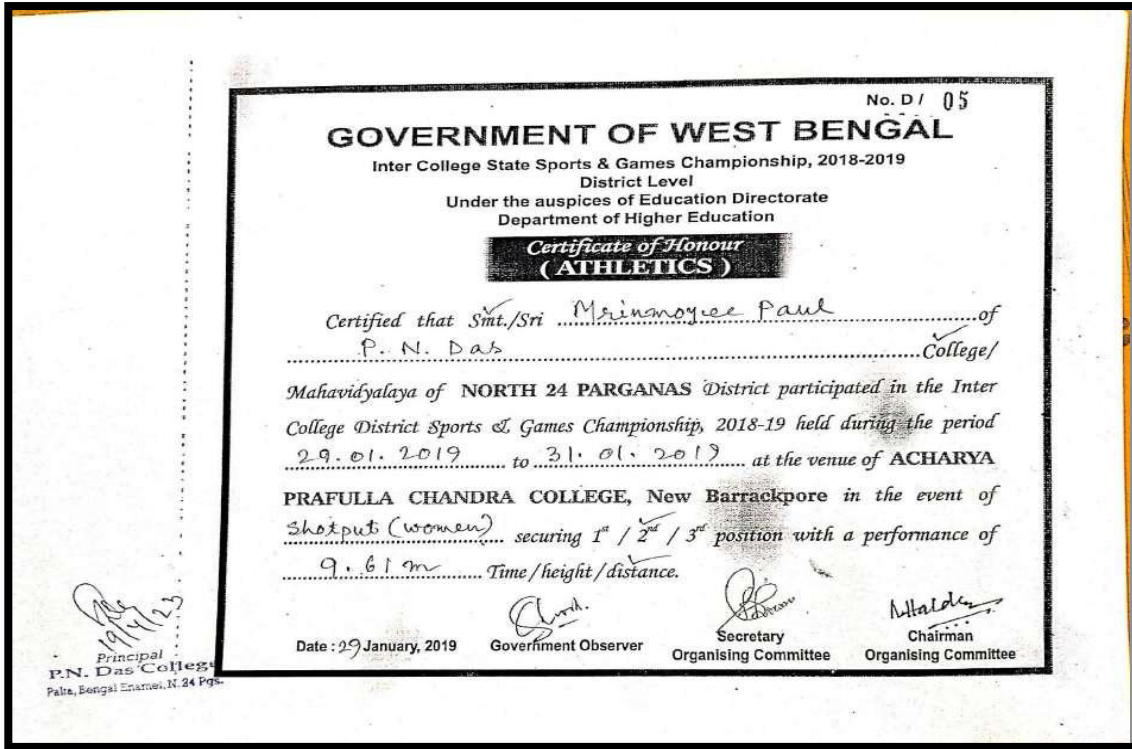 No. D / 05
GOVERNMENT OF WEST BENGAL
Inter College State Sports & Games Championship, 2018-2019
District Level
Under the auspices of Education Directorate
Department of Higher Education
Certificate of Honour
( ATHLETICS )
Certified that Smt./Sri Mrinmoyee Paul of
P. N. Das College/
Mahavidyalaya of NORTH 24 PARGANAS District participated in the Inter
College District Sports & Games Championship, 2018-19 held during the period
29.01.2019 to 31.01.2019 at the venue of ACHARYA
PRAFULLA CHANDRA COLLEGE, New Barrackpore in the event of
Shotput (women) securing 1st / 2nd / 3rd position with a performance of
9.61 m Time/height/distance.
Date : 29 January, 2019
Government Observer
Secretary
Organising Committee
Halder
Chairman
Organising Committee
19/4/23
Principal
P.N. Das College
Palta, Bengal Enamel, N. 24 Pgs.